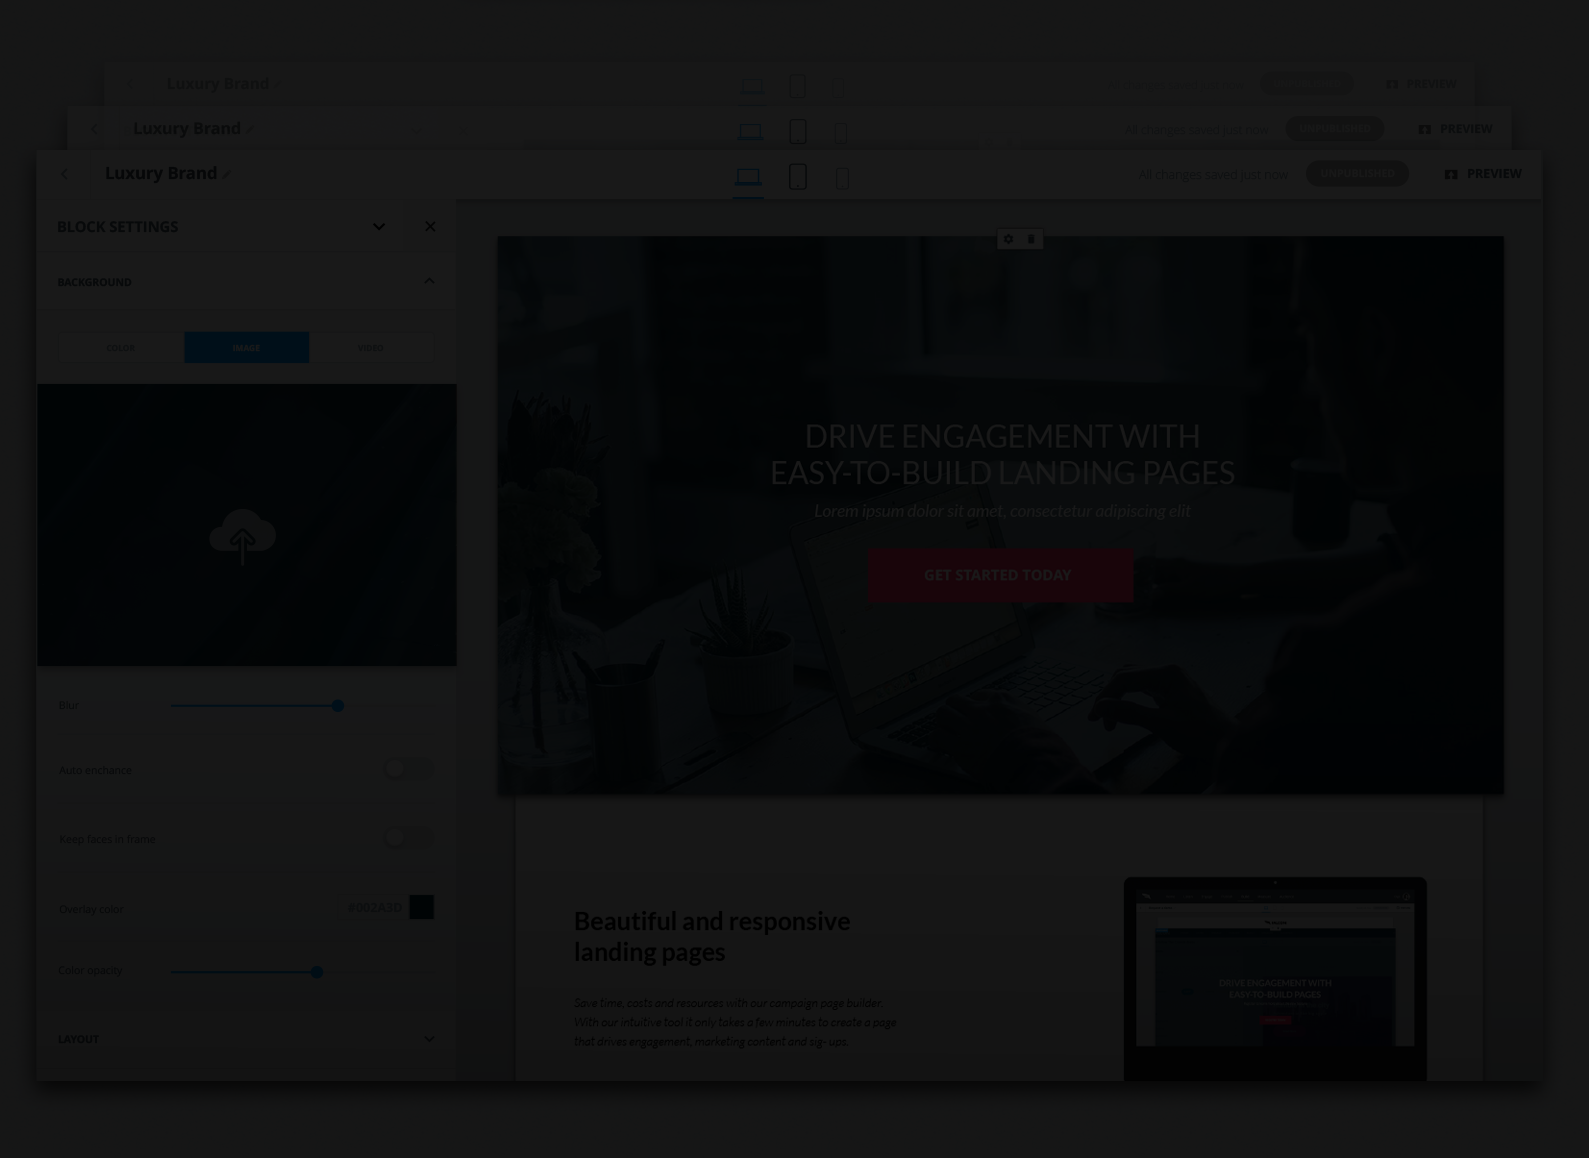 Luxury Brand
PREVIEW
Luxury Brand
All changes saved just now
UNPUBLISHED
PREVIEW
Luxury Brand
All changes saved just now
UNPUBLISHED
PREVIEW
BLOCK SETTINGS
BACKGROUND
COLOR
IMAGE
VIDEO
Blur
Auto enchance
Keep faces in frame
Overlay color
#002A3D
Color opacity
LAYOUT
DRIVE ENGAGEMENT WITH
EASY-TO-BUILD LANDING PAGES
Lorem ipsum dolor sit amet, consectetur adipiscing elit
GET STARTED TODAY
Beautiful and responsive
landing pages
Save time, costs and resources with our campaign page builder.
With our intuitive tool it only takes a few minutes to create a page
that drives engagement, marketing content and sig-ups.
DRIVE ENGAGEMENT WITH
EASY-TO-BUILD PAGES